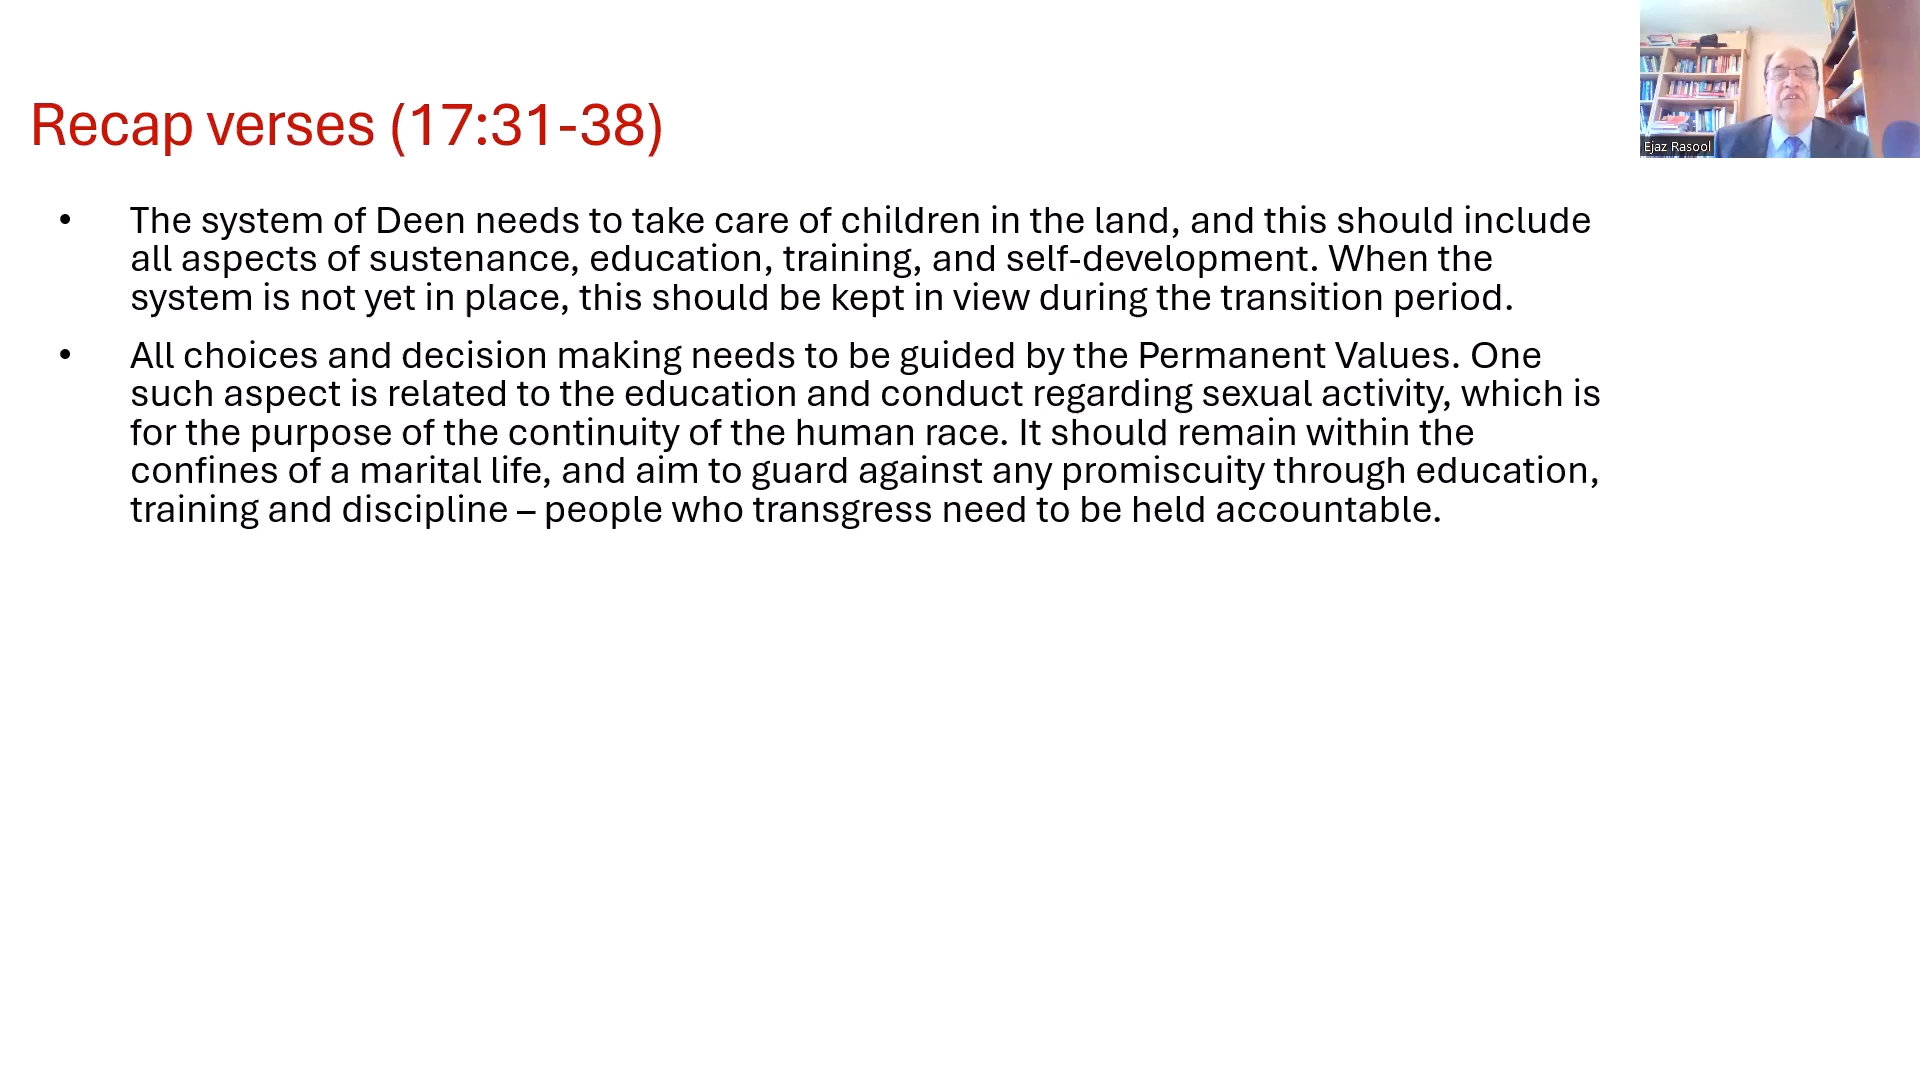 Recap verses (17:31-38)
Ejaz Rasool
• The system of Deen needs to take care of children in the land, and this should include
all aspects of sustenance, education, training, and self-development. When the
system is not yet in place, this should be kept in view during the transition period.
• All choices and decision making needs to be guided by the Permanent Values. One
such aspect is related to the education and conduct regarding sexual activity, which is
for the purpose of the continuity of the human race. It should remain within the
confines of a marital life, and aim to guard against any promiscuity through education,
training and discipline – people who transgress need to be held accountable.